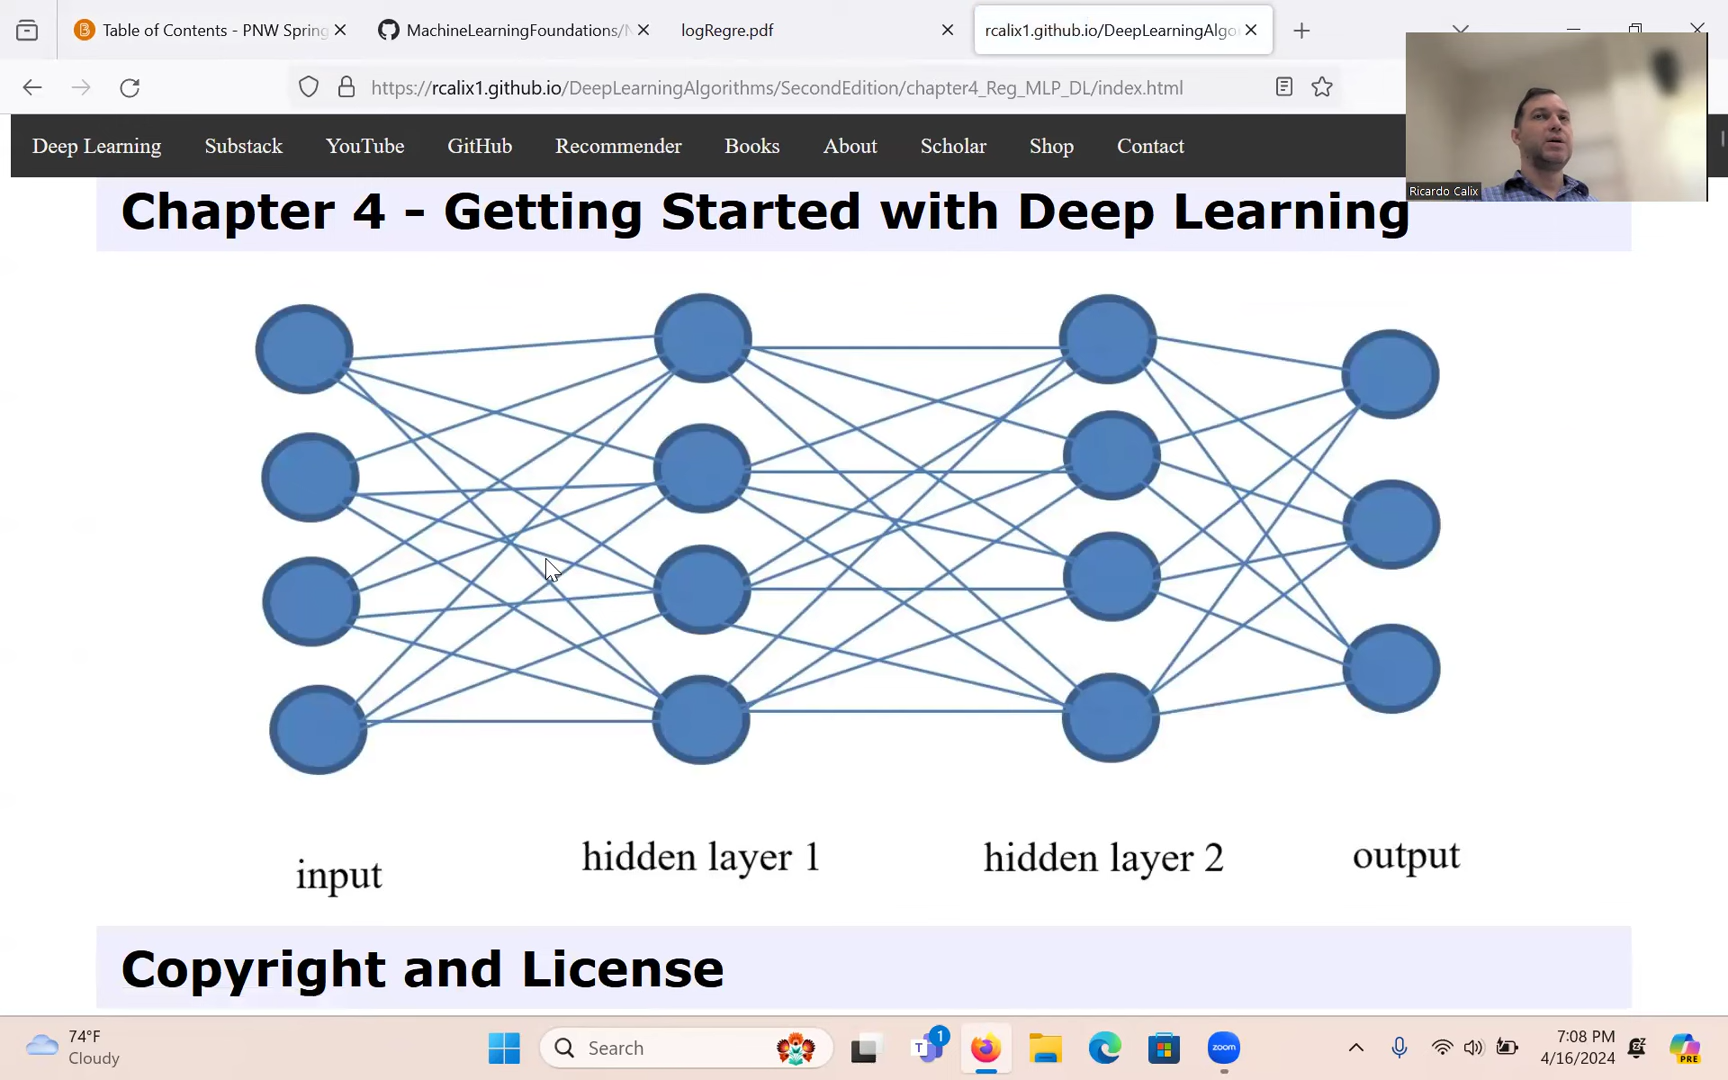 Table of Contents - PNW Spring
MachineLearningFoundations/
logRegre.pdf
rcalix1.github.io/DeepLearningAlgo
https://rcalix1.github.io/DeepLearningAlgorithms/SecondEdition/chapter4_Reg_MLP_DL/index.html
Deep Learning Substack YouTube GitHub Recommender Books About Scholar Shop Contact
Ricardo Calix
Chapter 4 - Getting Started with Deep Learning
input
hidden layer 1
hidden layer 2
output
Copyright and License
74°F
Cloudy
Search
T
1
zoom
7:08 PM
4/16/2024
PRE